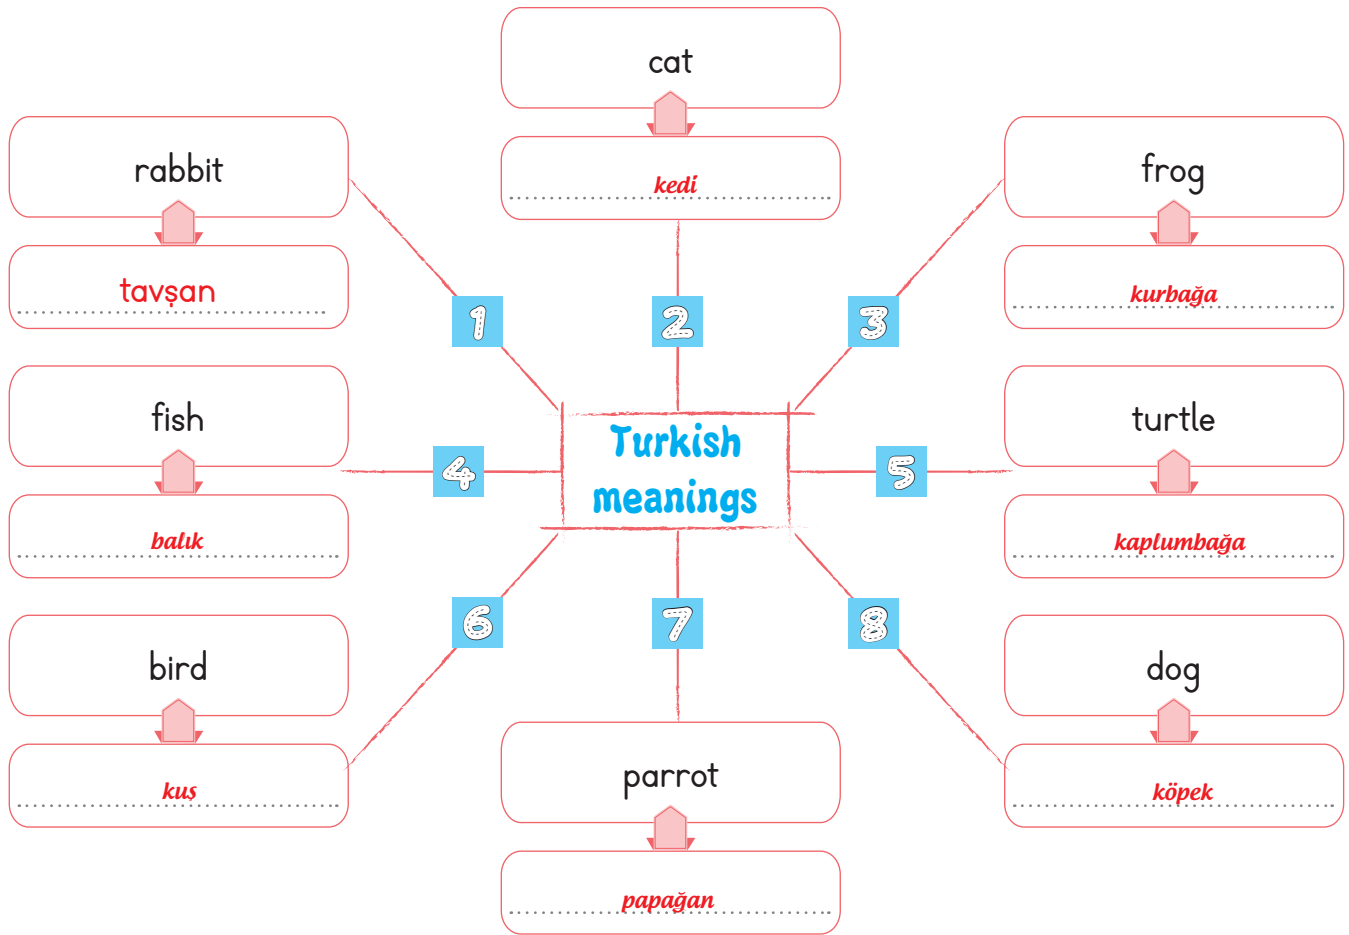 cat
kedi
rabbit
tavşan
frog
kurbağa
1
2
3
fish
balık
4
Turkish
meanings
5
turtle
kaplumbağa
6
7
8
bird
kuş
parrot
papağan
dog
köpek